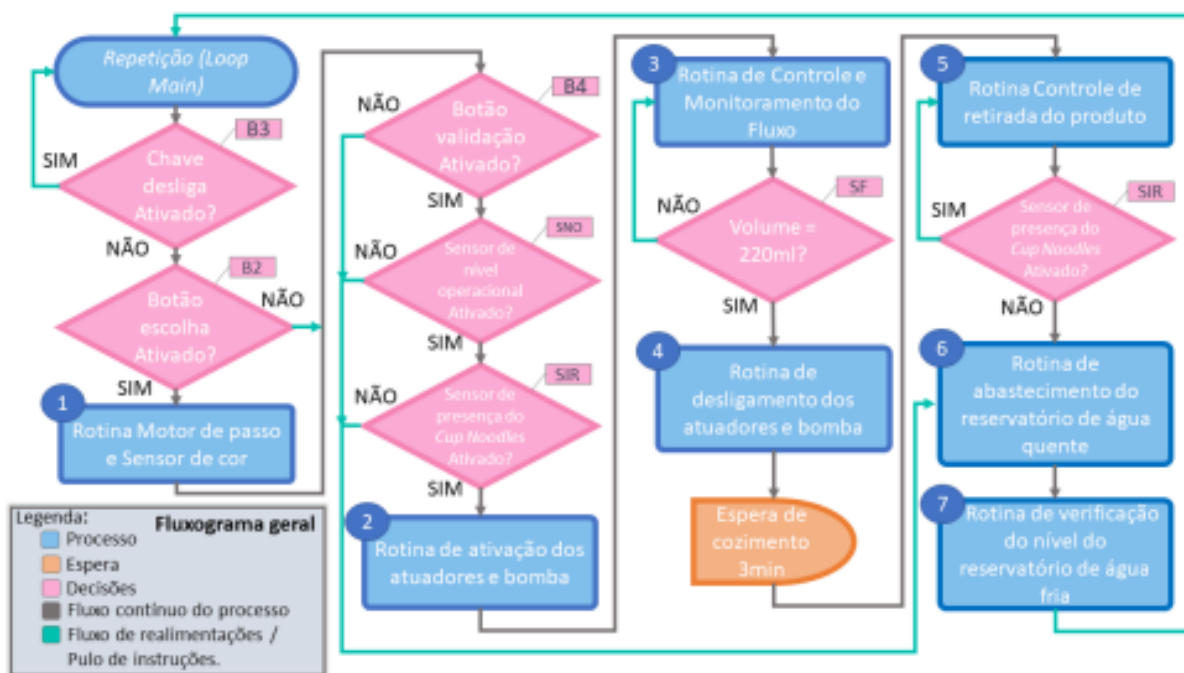 Repetição (Loop
Main)
B3
SIM
Chave
desliga
Ativado?
NÃO
B2
Botão
escolha
Ativado?
NÃO
SIM
1
Rotina Motor de passo
e Sensor de cor
Legenda:
Fluxograma geral
Processo
Espera
Decisões
Fluxo contínuo do processo
Fluxo de realimentações /
Pulo de instruções.
NÃO
B4
Botão
validação
Ativado?
SIM
SNO
Sensor de
nível
operacional
Ativado?
NÃO
SIM
SIR
NÃO
Sensor de
presença do
Cup Noodles
Ativado?
SIM
2
Rotina de ativação dos
atuadores e bomba
3
Rotina de Controle e
Monitoramento do
Fluxo
SF
NÃO
Volume =
220ml?
SIM
4
Rotina de
desligamento dos
atuadores e bomba
Espera de
cozimento
3min
5
Rotina Controle de
retirada do produto
SIR
SIM
Sensor de
presença do
Cup Noodles
Ativado?
NÃO
6
Rotina de
abastecimento do
reservatório de água
quente
7
Rotina de verificação
do nível do
reservatório de água
fria